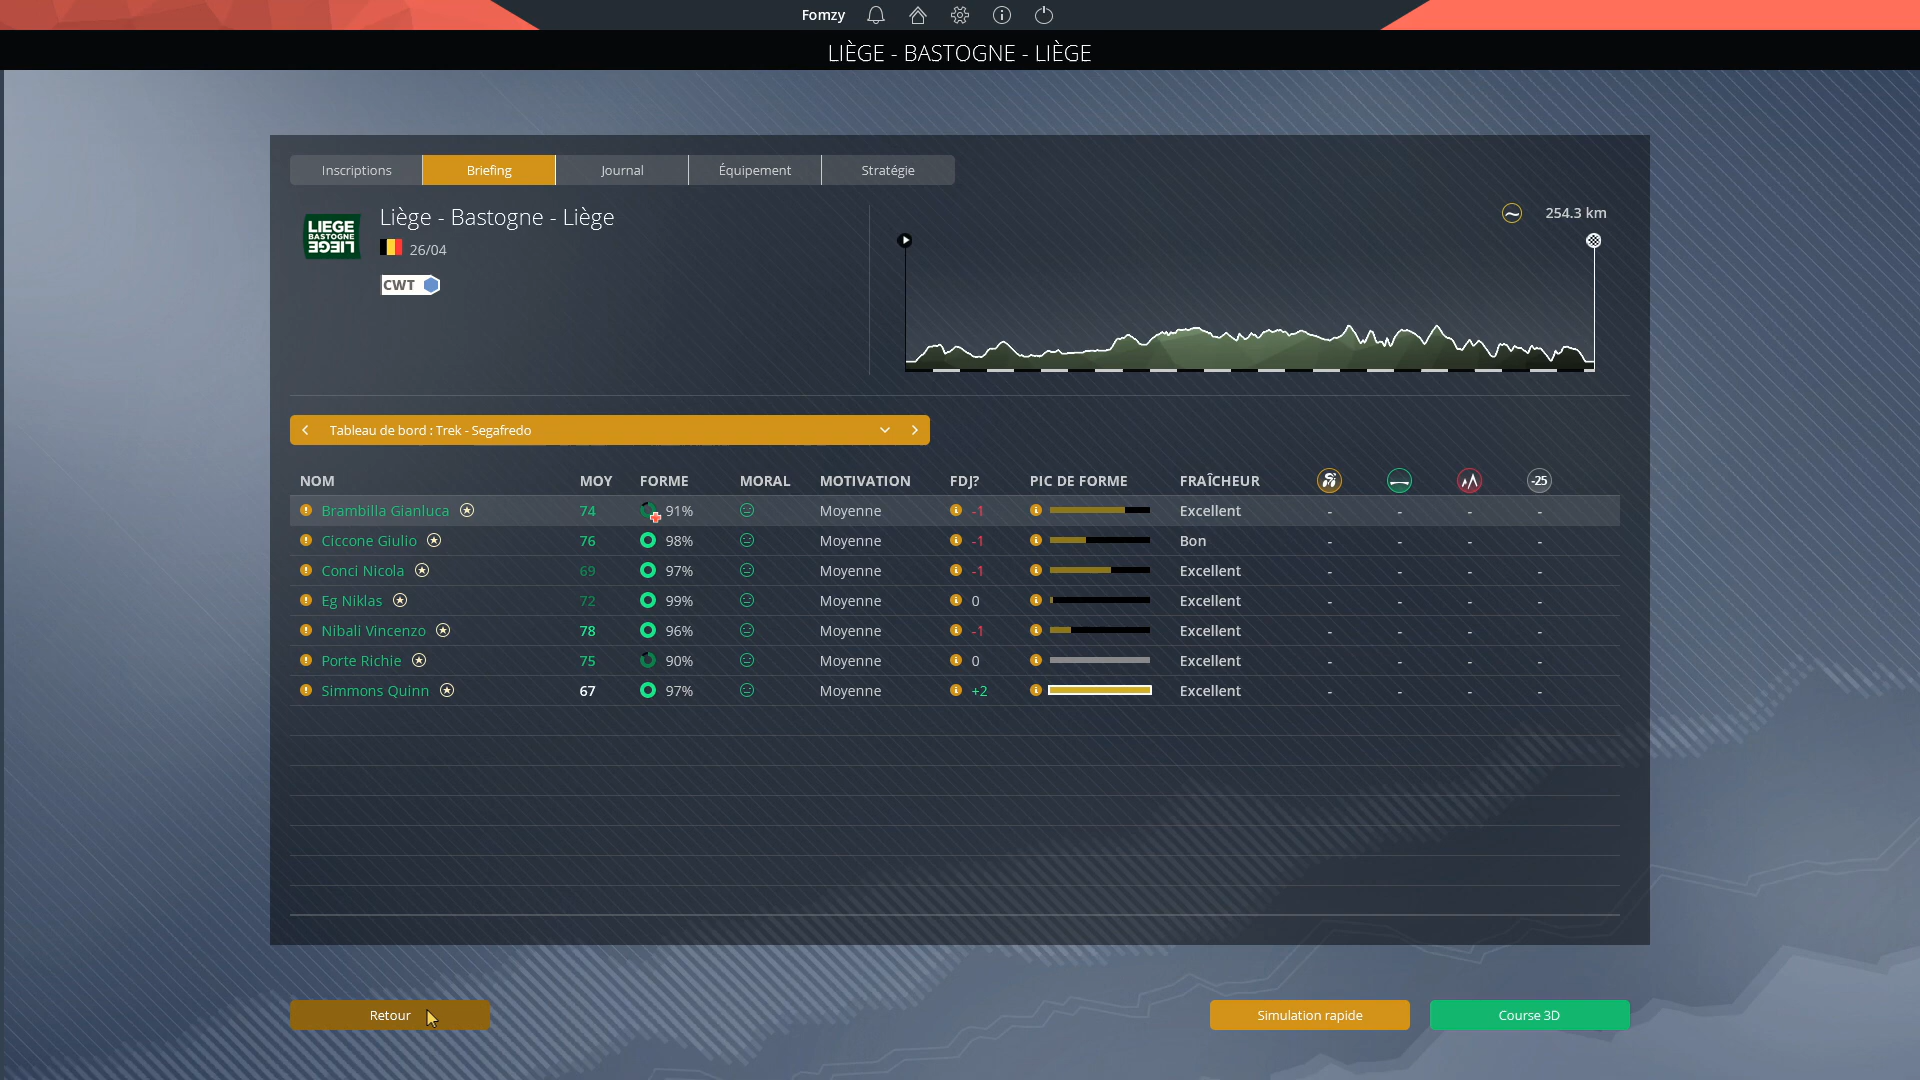 Fomzy
LIÈGE - BASTOGNE - LIÈGE
Inscriptions
Briefing
Journal
Équipement
Stratégie
LIEGE
BASTOGNE
LIEGE
Liège - Bastogne - Liège
26/04
CWT
254.3 km
Tableau de bord : Trek - Segafredo
NOM MOY FORME MORAL MOTIVATION FDJ? PIC DE FORME FRAÎCHEUR -25
Brambilla Gianluca 74 91% Moyenne -1 Excellent - - - -
Ciccone Giulio 76 98% Moyenne -1 Bon - - - -
Conci Nicola 69 97% Moyenne -1 Excellent - - - -
Eg Niklas 72 99% Moyenne 0 Excellent - - - -
Nibali Vincenzo 78 96% Moyenne -1 Excellent - - - -
Porte Richie 75 90% Moyenne 0 Excellent - - - -
Simmons Quinn 67 97% Moyenne +2 Excellent - - - -
Retour
Simulation rapide
Course 3D